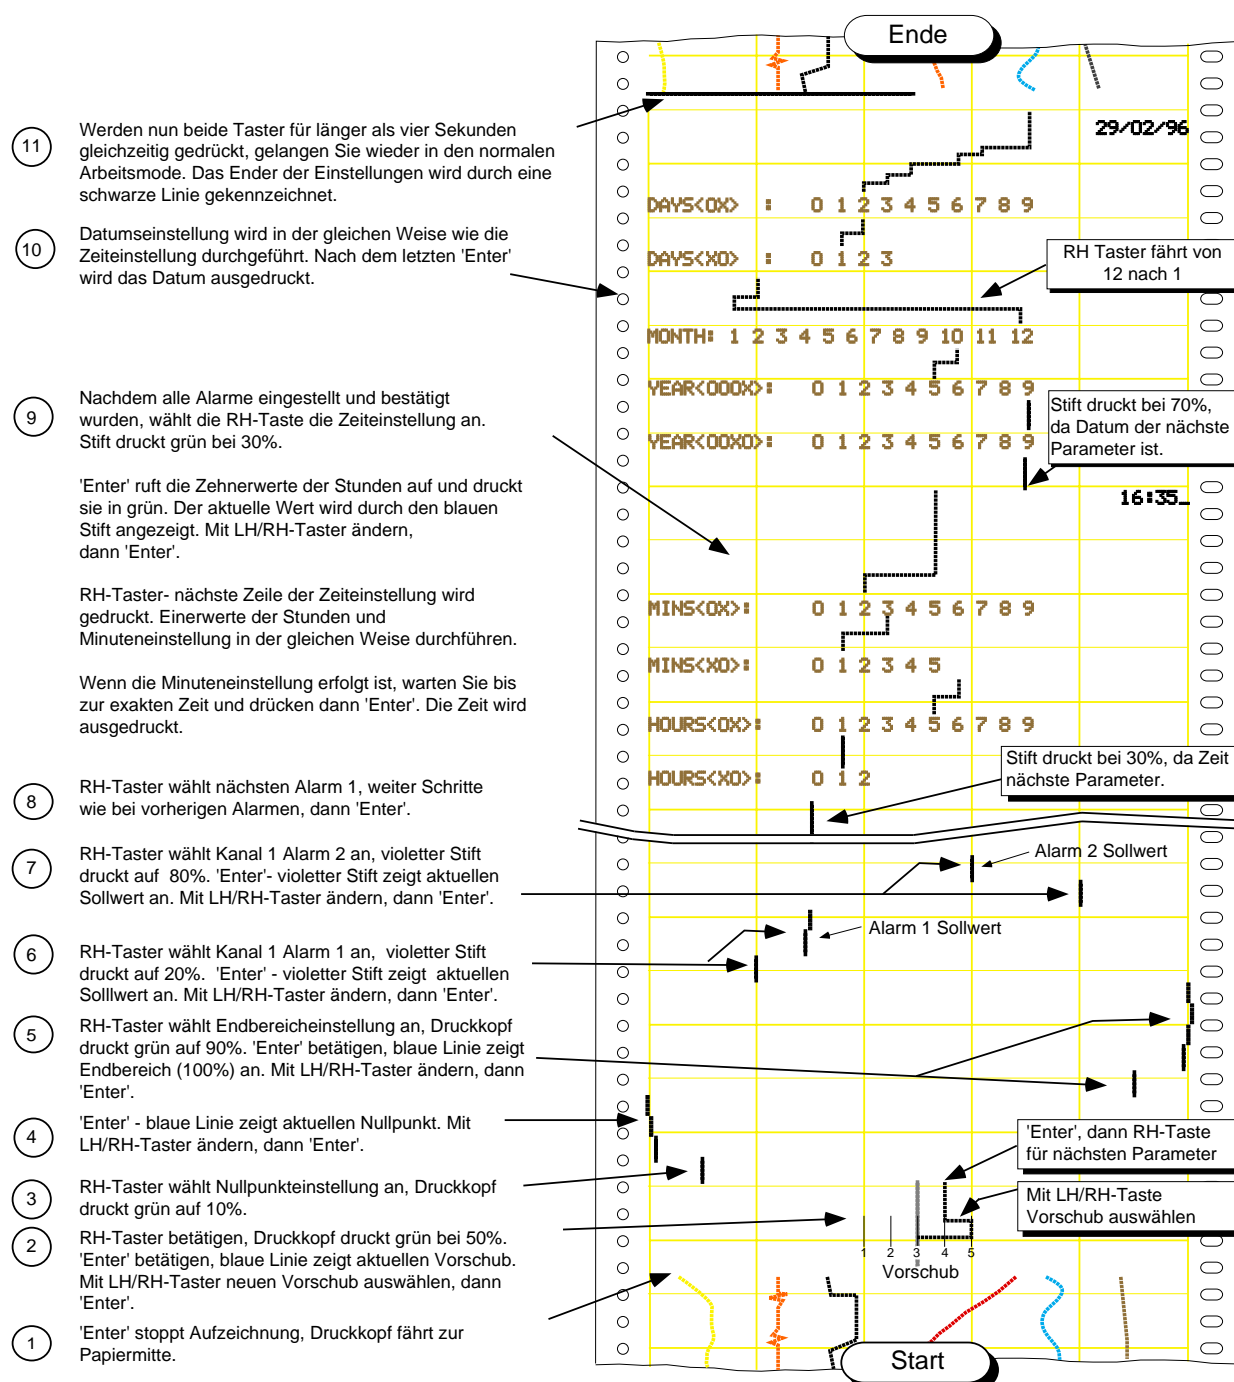 Ende
11
Werden nun beide Taster für länger als vier Sekunden
gleichzeitig gedrückt, gelangen Sie wieder in den normalen
Arbeitsmode. Das Ender der Einstellungen wird durch eine
schwarze Linie gekennzeichnet.
29/02/96
DAYS<0X> : 0 1 2 3 4 5 6 7 8 9
10
Datumseinstellung wird in der gleichen Weise wie die
Zeiteinstellung durchgeführt. Nach dem letzten 'Enter'
wird das Datum ausgedruckt.
DAYS<X0> : 0 1 2 3
RH Taster fährt von
12 nach 1
MONTH: 1 2 3 4 5 6 7 8 9 10 11 12
YEAR<000X>: 0 1 2 3 4 5 6 7 8 9
9
Nachdem alle Alarme eingestellt und bestätigt
wurden, wählt die RH-Taste die Zeiteinstellung an.
Stift druckt grün bei 30%.
Stift druckt bei 70%,
da Datum der nächste
Parameter ist.
YEAR<00X0>: 0 1 2 3 4 5 6 7 8 9
16:35_
'Enter' ruft die Zehnerwerte der Stunden auf und druckt
sie in grün. Der aktuelle Wert wird durch den blauen
Stift angezeigt. Mit LH/RH-Taster ändern,
dann 'Enter'.
RH-Taster- nächste Zeile der Zeiteinstellung wird
gedruckt. Einerwerte der Stunden und
Minuteneinstellung in der gleichen Weise durchführen.
MINS<0X>: 0 1 2 3 4 5 6 7 8 9
MINS<X0>: 0 1 2 3 4 5
Wenn die Minuteneinstellung erfolgt ist, warten Sie bis
zur exakten Zeit und drücken dann 'Enter'. Die Zeit wird
ausgedruckt.
HOURS<0X>: 0 1 2 3 4 5 6 7 8 9
Stift druckt bei 30%, da Zeit
nächste Parameter.
HOURS<X0>: 0 1 2
8
RH-Taster wählt nächsten Alarm 1, weiter Schritte
wie bei vorherigen Alarmen, dann 'Enter'.
7
RH-Taster wählt Kanal 1 Alarm 2 an, violetter Stift
druckt auf 80%. 'Enter'- violetter Stift zeigt aktuellen
Sollwert an. Mit LH/RH-Taster ändern, dann 'Enter'.
Alarm 2 Sollwert
Alarm 1 Sollwert
6
RH-Taster wählt Kanal 1 Alarm 1 an, violetter Stift
druckt auf 20%. 'Enter' - violetter Stift zeigt aktuellen
Solllwert an. Mit LH/RH-Taster ändern, dann 'Enter'.
5
RH-Taster wählt Endbereicheinstellung an, Druckkopf
druckt grün auf 90%. 'Enter' betätigen, blaue Linie zeigt
Endbereich (100%) an. Mit LH/RH-Taster ändern, dann
'Enter'.
4
'Enter' - blaue Linie zeigt aktuellen Nullpunkt. Mit
LH/RH-Taster ändern, dann 'Enter'.
'Enter', dann RH-Taste
für nächsten Parameter
3
RH-Taster wählt Nullpunkteinstellung an, Druckkopf
druckt grün auf 10%.
Mit LH/RH-Taste
Vorschub auswählen
2
RH-Taster betätigen, Druckkopf druckt grün bei 50%.
'Enter' betätigen, blaue Linie zeigt aktuellen Vorschub.
Mit LH/RH-Taster neuen Vorschub auswählen, dann
'Enter'.
1 2 3 4 5
Vorschub
1
'Enter' stoppt Aufzeichnung, Druckkopf fährt zur
Papiermitte.
Start